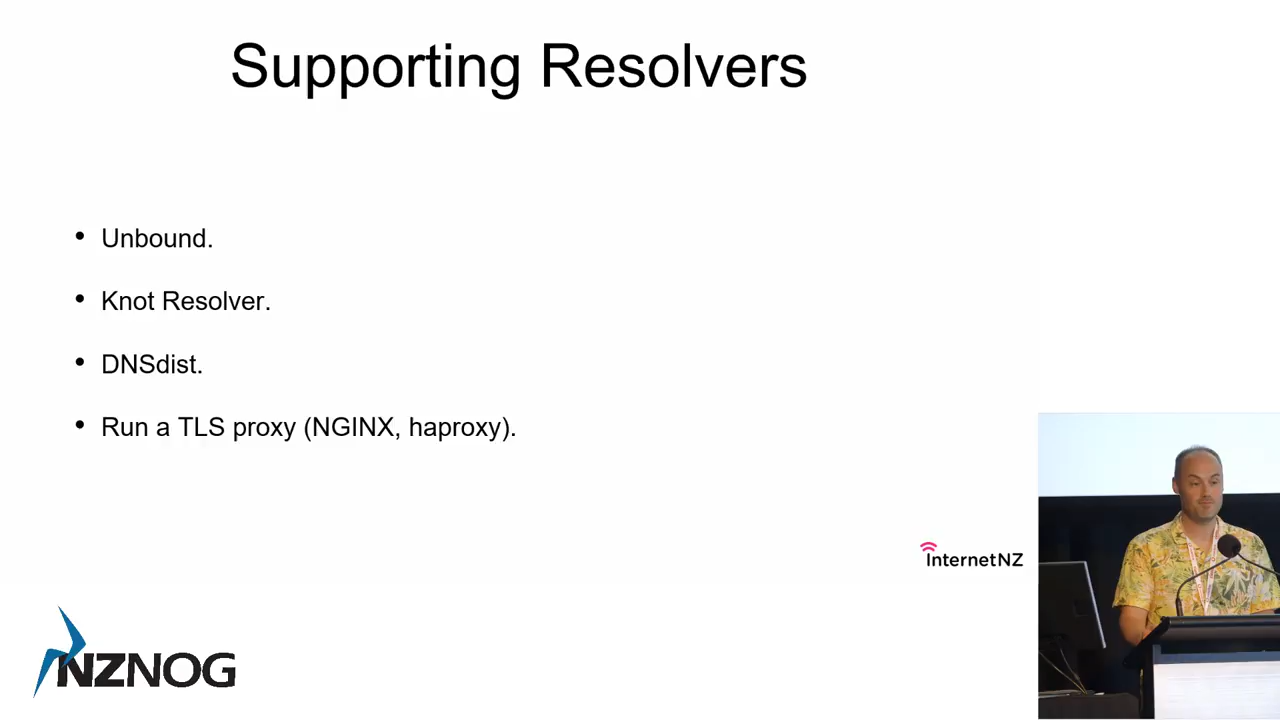 Supporting Resolvers
• Unbound.
• Knot Resolver.
• DNSdist.
• Run a TLS proxy (NGINX, haproxy).
InternetNZ
NZNOG